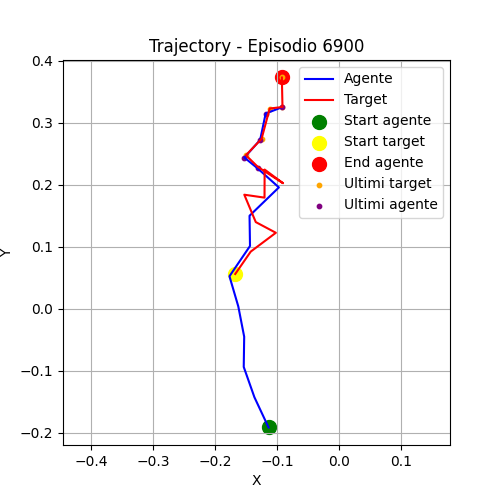 Trajectory - Episodio 6900
Agente
Target
Start agente
Start target
End agente
Ultimi target
Ultimi agente
0.4
0.3
0.2
0.1
0.0
−0.1
−0.2
Y
−0.4
−0.3
−0.2
−0.1
0.0
0.1
X